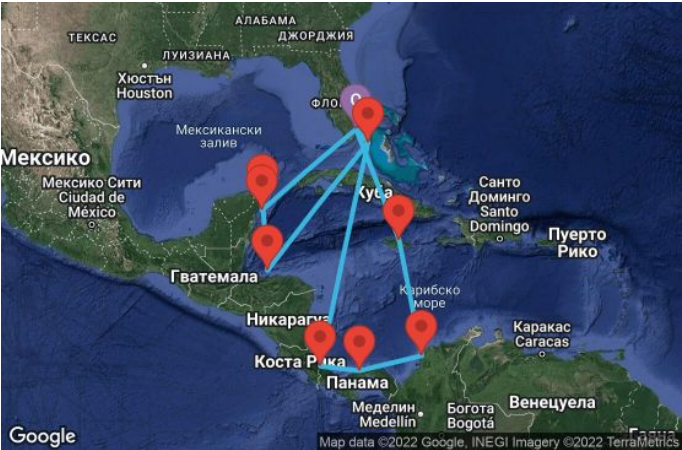 АЛАБАМА
ТЕКСАС
ДЖОРДЖИЯ
ЛУИЗИАНА
Хюстън
Houston
ФЛО
Мексикански
залив
Мексико
Мексико Сити
Ciudad de
México
Куба
Санто
Доминго
Santo
Domingo
Пуерто
Рико
Гватемала
Карибско
море
Никарагуа
Каракас
Caracas
Коста Рика
Панама
Венецуела
Меделин
Medellín
Богота
Bogotá
Гвиана
Google
Map data ©2022 Google, INEGI Imagery ©2022 TerraMetrics